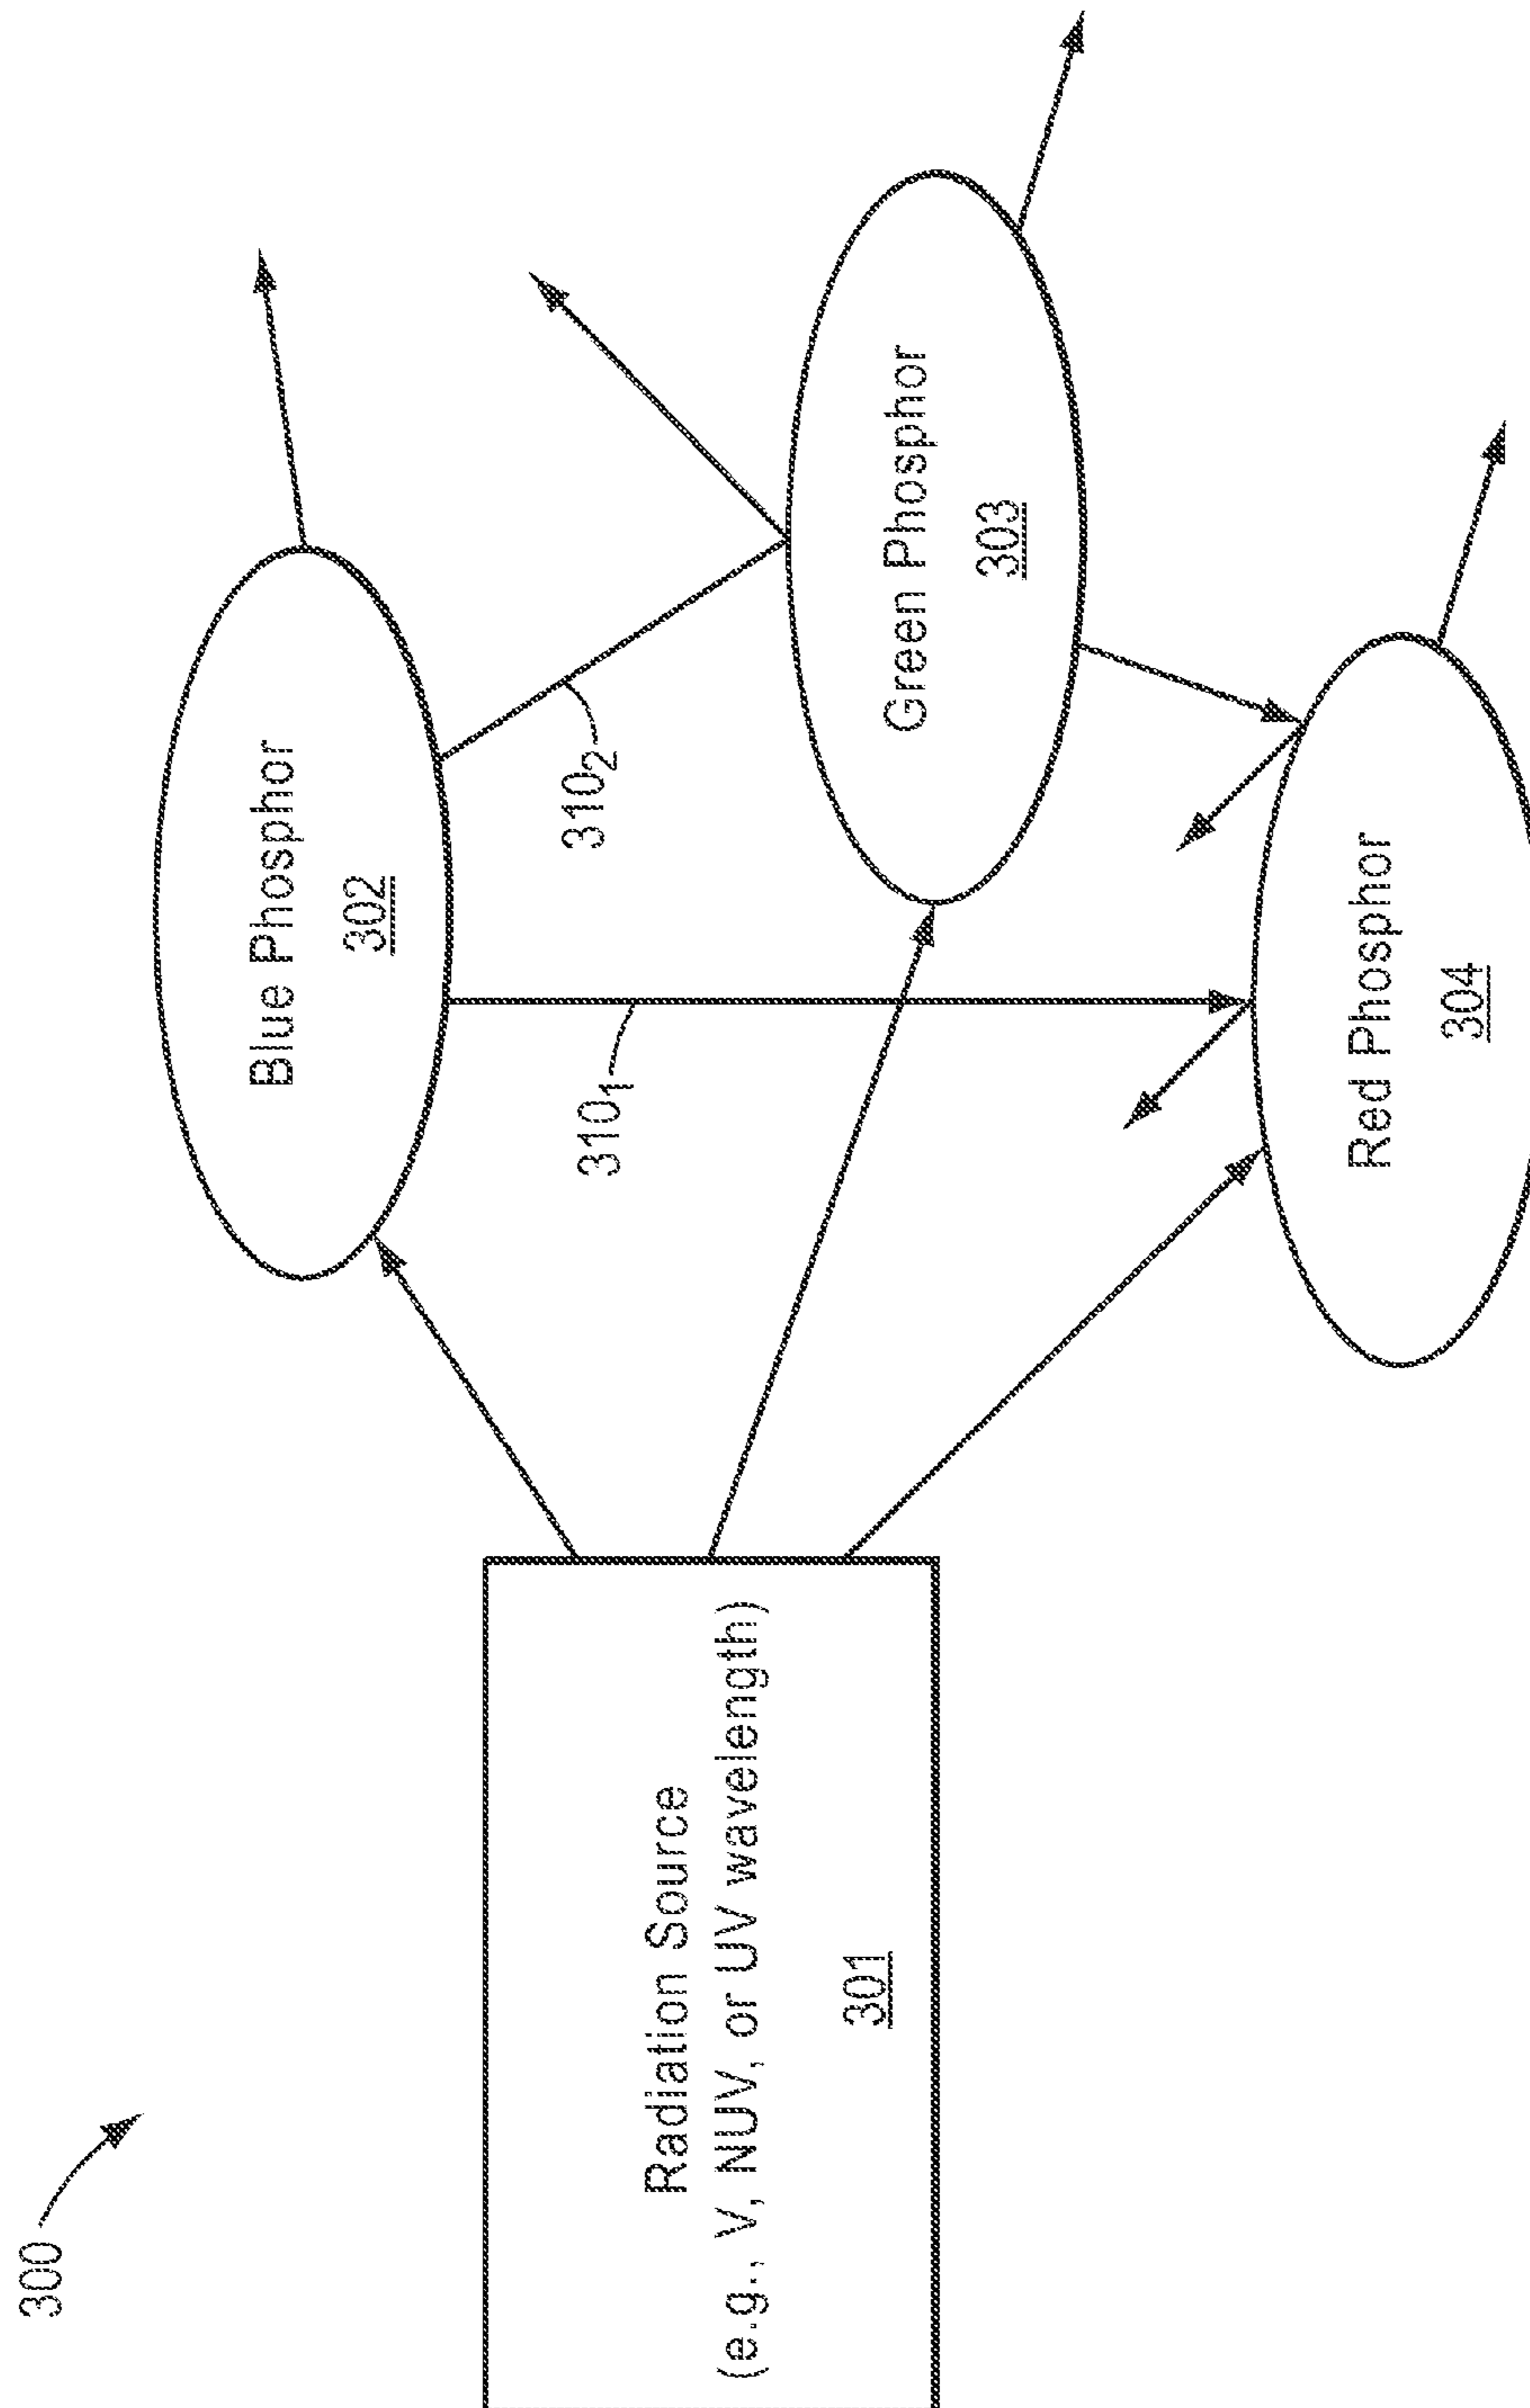 300
Radiation Source
(e.g., V, NUV, or UV wavelength)
301
Blue Phosphor
302
310₁
310₂
Green Phosphor
303
Red Phosphor
304